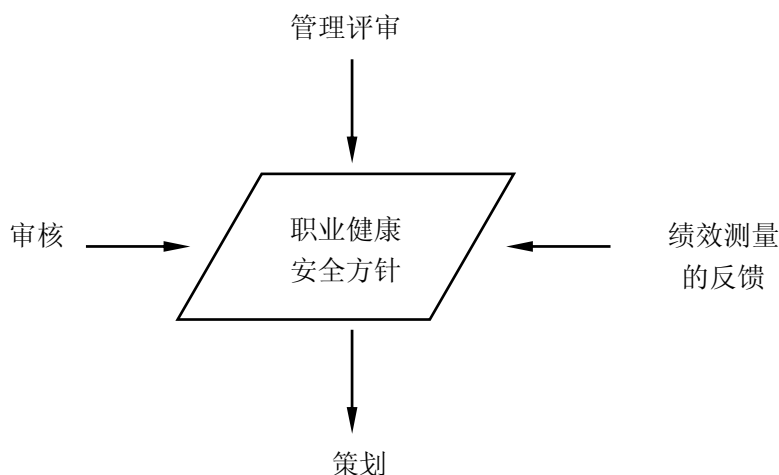 管理评审
审核
职业健康
安全方针
绩效测量
的反馈
策划